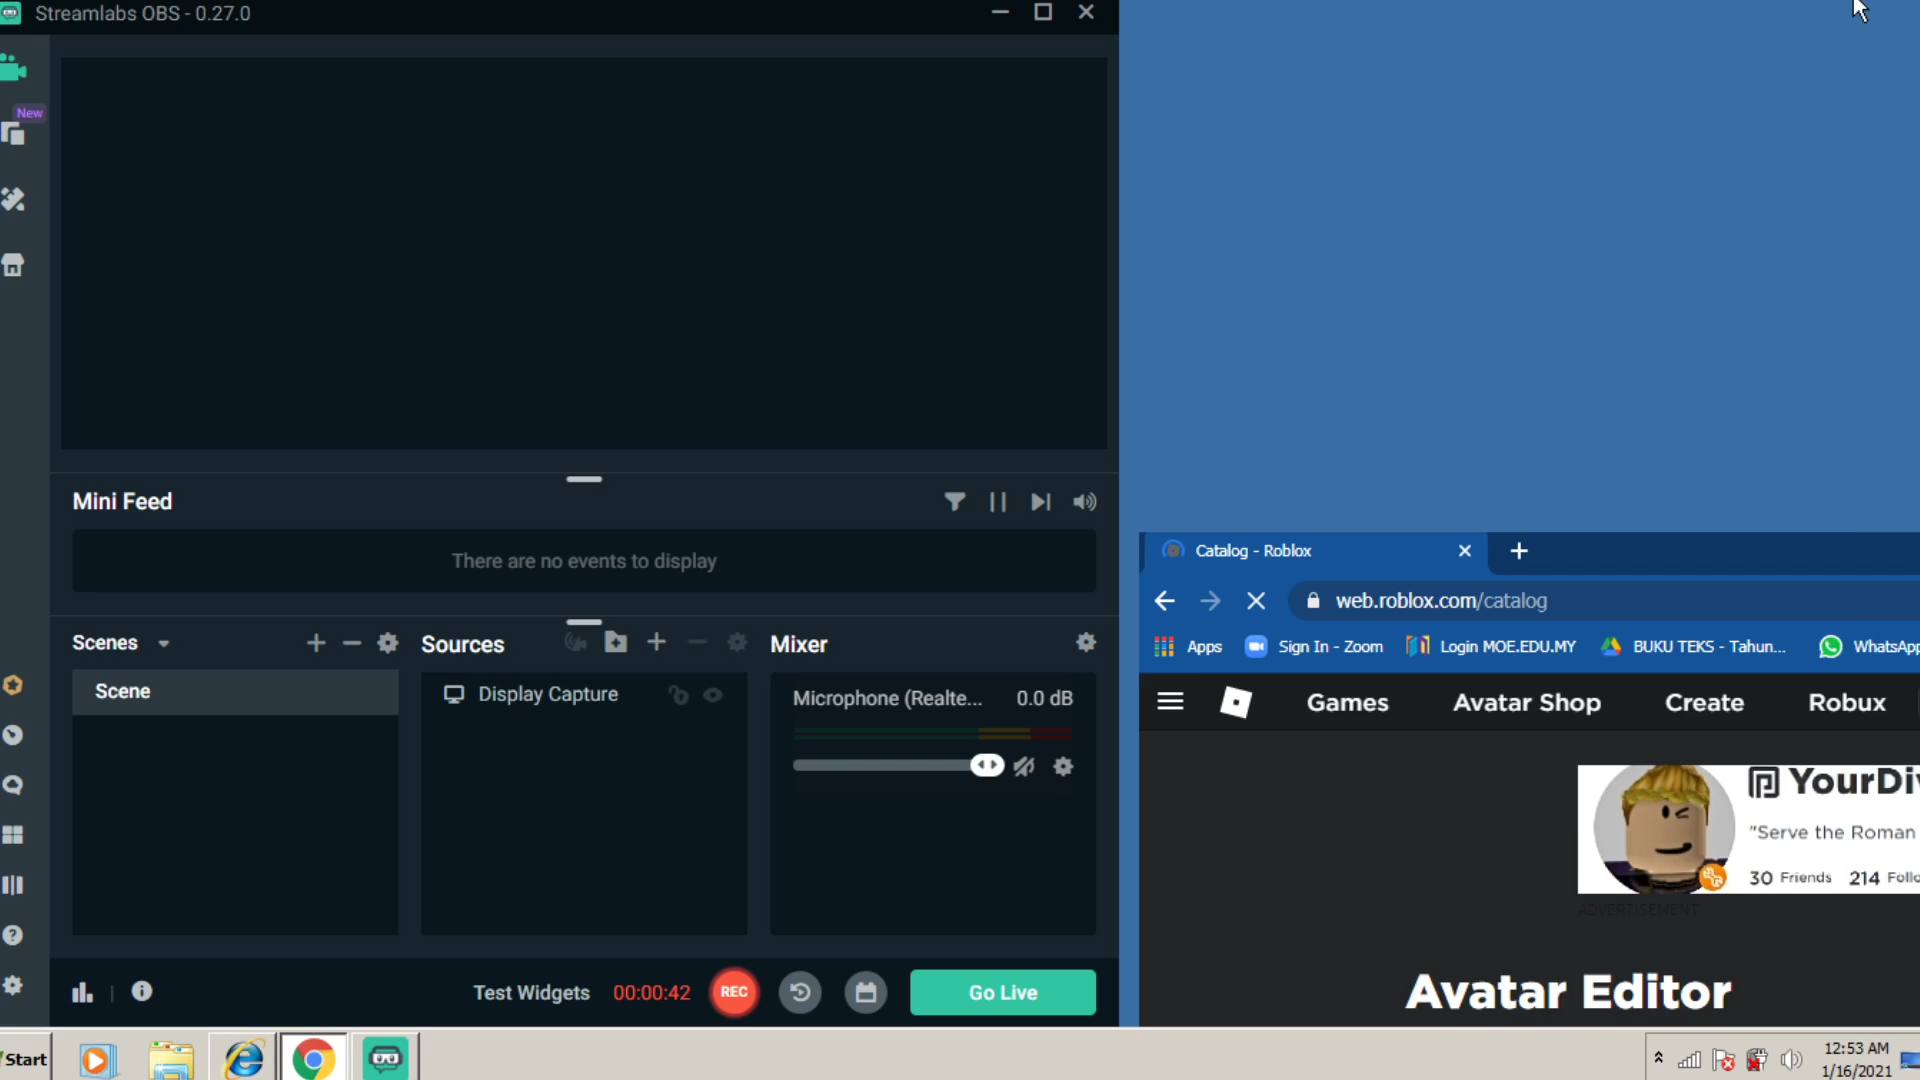 Streamlabs OBS - 0.27.0
New
Mini Feed
There are no events to display
Scenes
Scene
Sources
Display Capture
Mixer
Microphone (Realte... 0.0 dB
Test Widgets 00:00:42 REC Go Live
Catalog - Roblox
web.roblox.com/catalog
Apps Sign In - Zoom Login MOE.EDU.MY BUKU TEKS - Tahun... WhatsApp
Games Avatar Shop Create Robux
YourDiv
"Serve the Roman
30 Friends 214 Follo
ADVERTISEMENT
Avatar Editor
Start
12:53 AM
1/16/2021